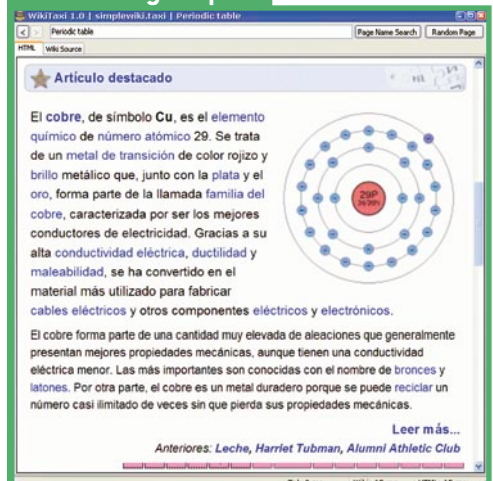 WikiTaxi 1.0 | simplewiki.taxi | Periodic table
< > Periodic table Page Name Search Random Page
HTML Wiki Source
Artículo destacado
El cobre, de símbolo Cu, es el elemento
químico de número atómico 29. Se trata
de un metal de transición de color rojizo y
brillo metálico que, junto con la plata y el
oro, forma parte de la llamada familia del
cobre, caracterizada por ser los mejores
conductores de electricidad. Gracias a su
alta conductividad eléctrica, ductilidad y
maleabilidad, se ha convertido en el
material más utilizado para fabricar
cables eléctricos y otros componentes eléctricos y electrónicos.
29P
El cobre forma parte de una cantidad muy elevada de aleaciones que generalmente
presentan mejores propiedades mecánicas, aunque tienen una conductividad
eléctrica menor. Las más importantes son conocidas con el nombre de bronces y
latones. Por otra parte, el cobre es un metal duradero porque se puede reciclar un
número casi ilimitado de veces sin que pierda sus propiedades mecánicas.
Leer más...
Anteriores: Leche, Harriet Tubman, Alumni Athletic Club